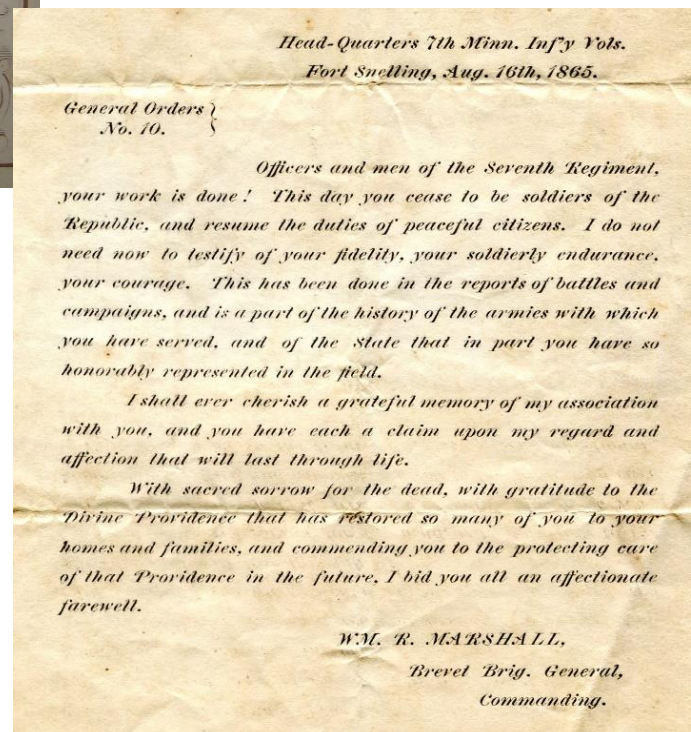 Head-Quarters 7th Minn. Inf'y Vols.
Fort Snelling, Aug. 16th, 1865.
General Orders }
No. 10.
Officers and men of the Seventh Regiment,
your work is done! This day you cease to be soldiers of the
Republic, and resume the duties of peaceful citizens. I do not
need now to testify of your fidelity, your soldierly endurance,
your courage. This has been done in the reports of battles and
campaigns, and is a part of the history of the armies with which
you have served, and of the State that in part you have so
honorably represented in the field.
I shall ever cherish a grateful memory of my association
with you, and you have each a claim upon my regard and
affection that will last through life.
With sacred sorrow for the dead, with gratitude to the
Divine Providence that has restored so many of you to your
homes and families, and commending you to the protecting care
of that Providence in the future, I bid you all an affectionate
farewell.
WM. R. MARSHALL,
Brevet Brig. General,
Commanding.